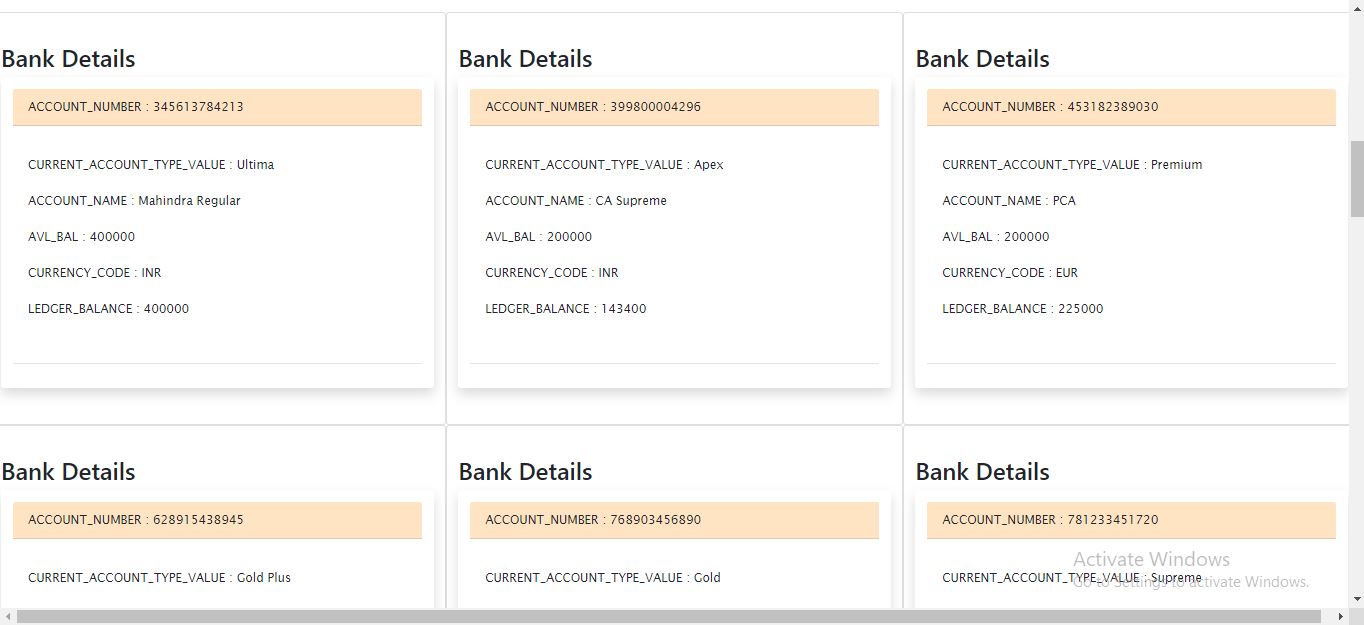 Bank Details
ACCOUNT_NUMBER : 345613784213
CURRENT_ACCOUNT_TYPE_VALUE : Ultima
ACCOUNT_NAME : Mahindra Regular
AVL_BAL : 400000
CURRENCY_CODE : INR
LEDGER_BALANCE : 400000
Bank Details
ACCOUNT_NUMBER : 399800004296
CURRENT_ACCOUNT_TYPE_VALUE : Apex
ACCOUNT_NAME : CA Supreme
AVL_BAL : 200000
CURRENCY_CODE : INR
LEDGER_BALANCE : 143400
Bank Details
ACCOUNT_NUMBER : 453182389030
CURRENT_ACCOUNT_TYPE_VALUE : Premium
ACCOUNT_NAME : PCA
AVL_BAL : 200000
CURRENCY_CODE : EUR
LEDGER_BALANCE : 225000
Bank Details
ACCOUNT_NUMBER : 628915438945
CURRENT_ACCOUNT_TYPE_VALUE : Gold Plus
Bank Details
ACCOUNT_NUMBER : 768903456890
CURRENT_ACCOUNT_TYPE_VALUE : Gold
Bank Details
ACCOUNT_NUMBER : 781233451720
CURRENT_ACCOUNT_TYPE_VALUE : Supreme
Activate Windows
Go to Settings to activate Windows.